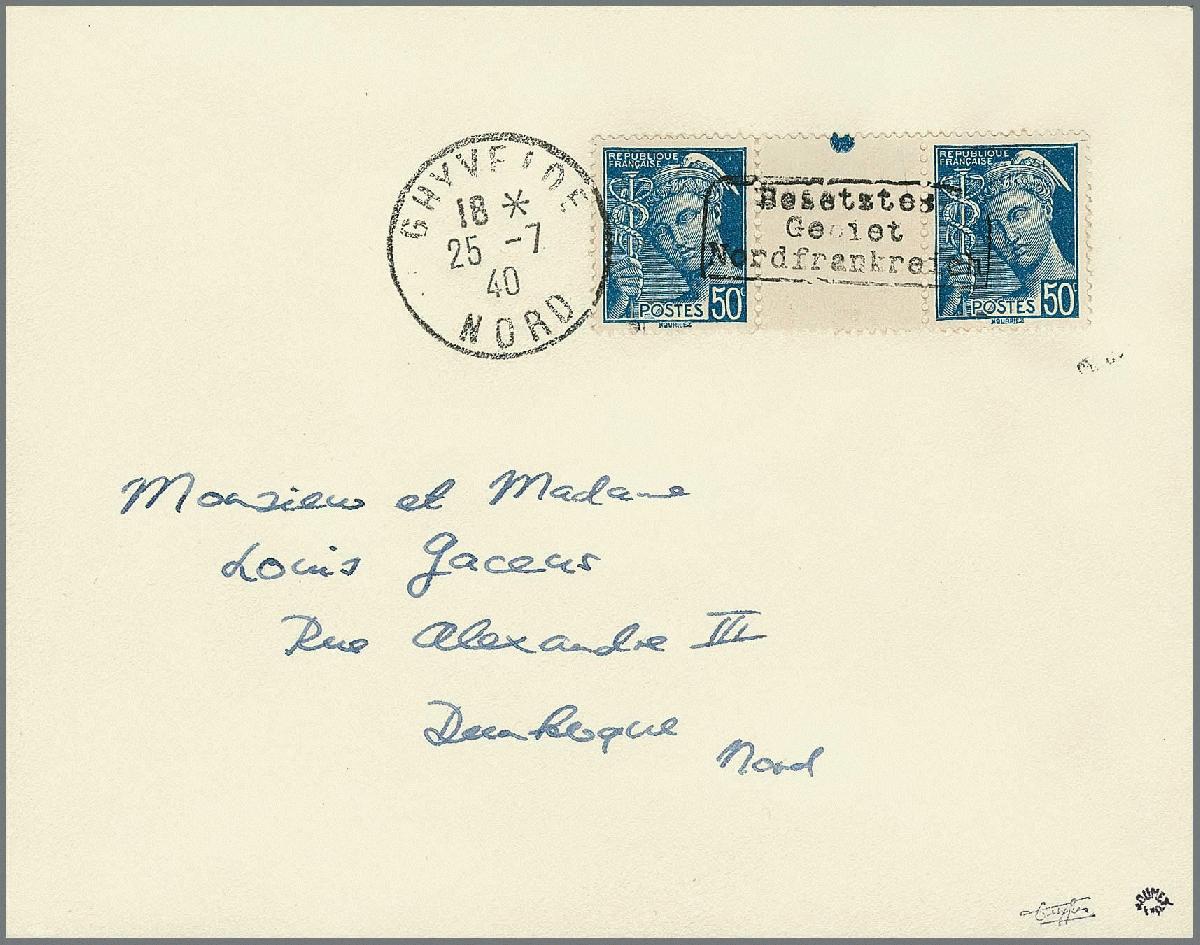 GHYVELDE
18 *
25 -7
40
NORD
REPUBLIQUE
FRANÇAISE
POSTES 50c
REPUBLIQUE
FRANÇAISE
POSTES 50c
Besetztes
Gebiet
Nordfrankreich
Monsieur et Madame
Louis Gaceus
Rue Alexandre III
Dunkerque
Nord